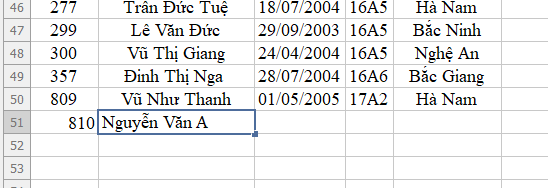 46 277 Trần Đức Tuệ 18/07/2004 16A5 Hà Nam
47 299 Lê Văn Đức 29/09/2003 16A5 Bắc Ninh
48 300 Vũ Thị Giang 24/04/2004 16A5 Nghệ An
49 357 Đinh Thị Nga 28/07/2004 16A6 Bắc Giang
50 809 Vũ Như Thanh 01/05/2005 17A2 Hà Nam
51 810 Nguyễn Văn A
52
53
54